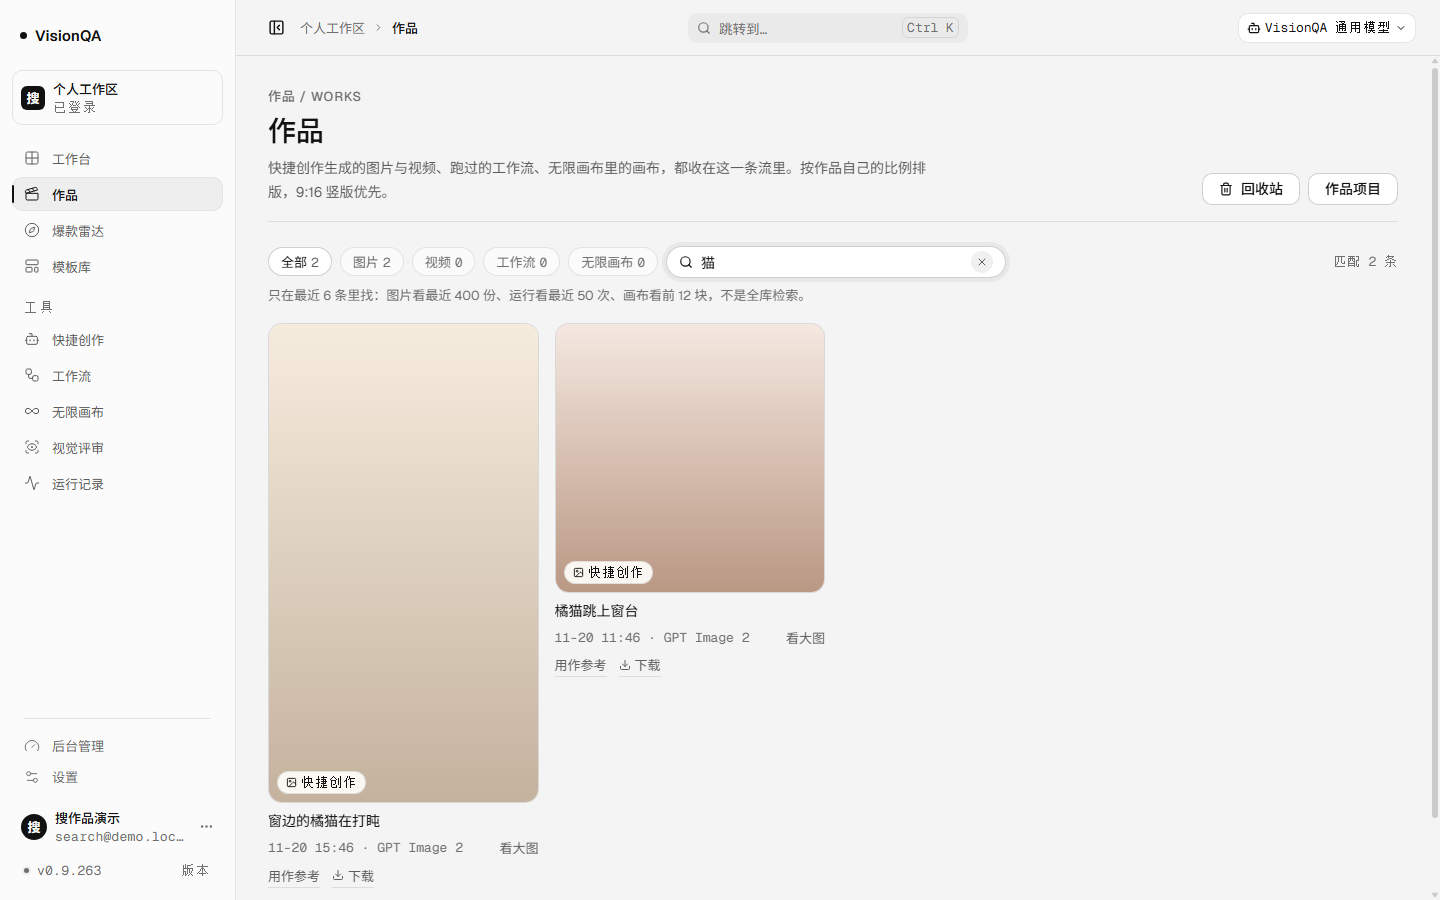 VisionQA
搜
个人工作区
已登录
工作台
作品
爆款雷达
模板库
工具
快捷创作
工作流
无限画布
视觉评审
运行记录
后台管理
设置
搜
搜作品演示
search@demo.loc…
v0.9.263
版本
个人工作区
作品
跳转到…
Ctrl K
VisionQA 通用模型
作品 / WORKS
作品
快捷创作生成的图片与视频、跑过的工作流、无限画布里的画布，都收在这一条流里。按作品自己的比例排
版，9:16 竖版优先。
回收站
作品项目
全部 2
图片 2
视频 0
工作流 0
无限画布 0
猫
匹配 2 条
只在最近 6 条里找：图片看最近 400 份、运行看最近 50 次、画布看前 12 块，不是全库检索。
快捷创作
窗边的橘猫在打盹
11-20 15:46 · GPT Image 2
看大图
用作参考
下载
快捷创作
橘猫跳上窗台
11-20 11:46 · GPT Image 2
看大图
用作参考
下载